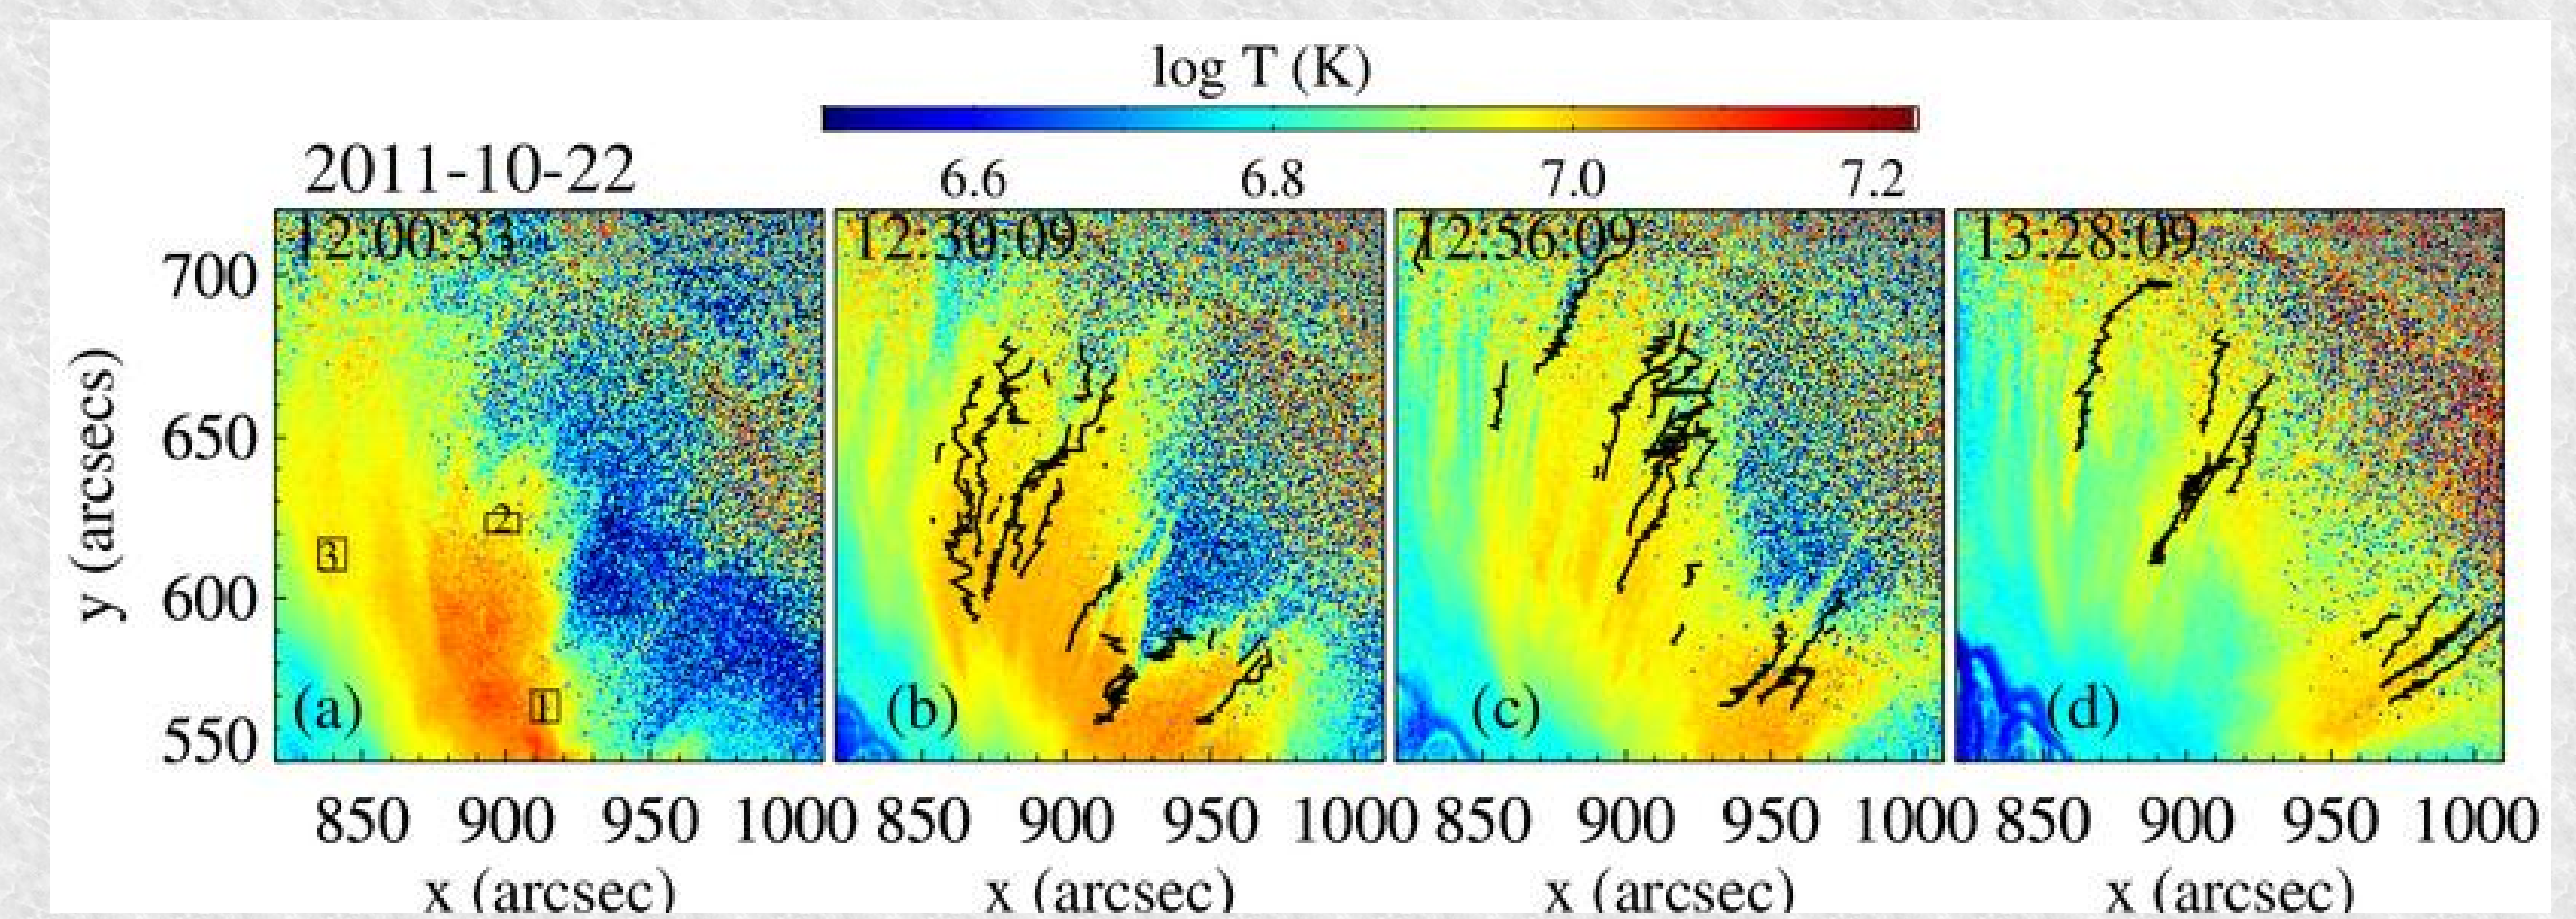 log T (K)
2011-10-22
6.6 6.8 7.0 7.2
12:00:33 12:30:09 12:56:09 13:28:09
700
650
600
550
y (arcsecs)
2
3
1
(a) (b) (c) (d)
850 900 950 1000 850 900 950 1000 850 900 950 1000 850 900 950 1000
x (arcsec) x (arcsec) x (arcsec) x (arcsec)